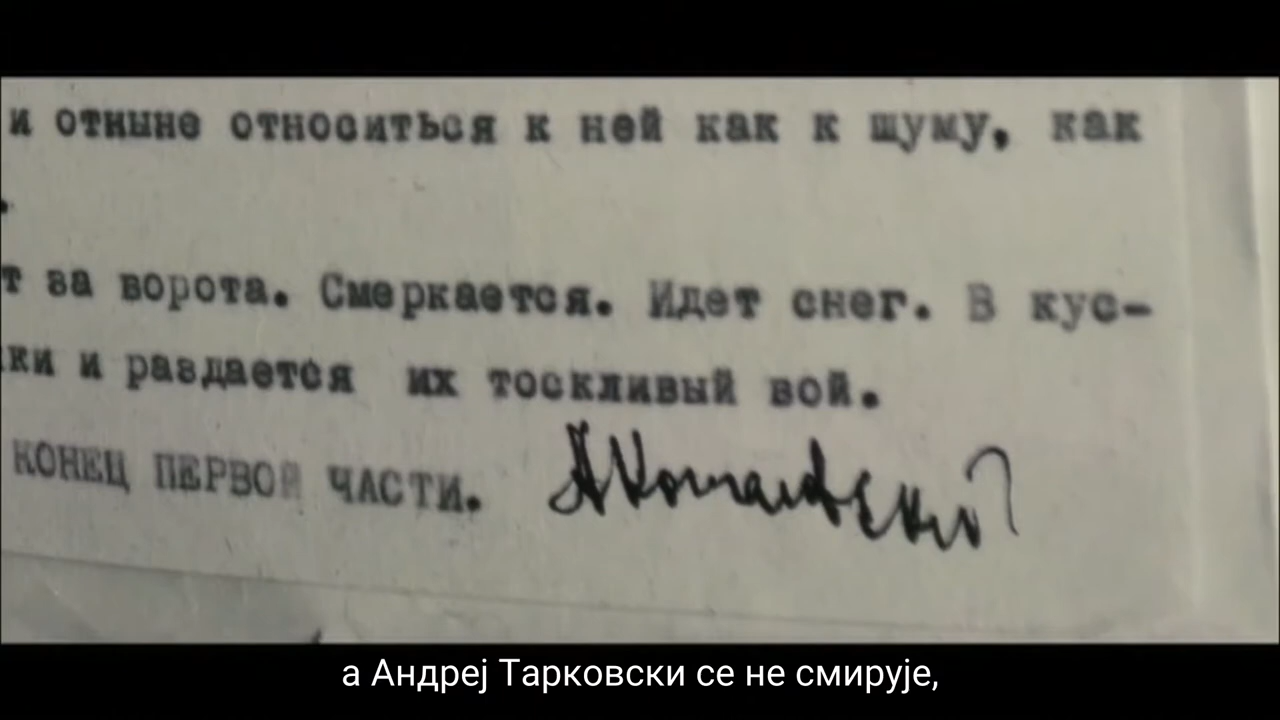 и отныне относиться к ней как к шуму, как
.
т за ворота. Смеркается. Идет снег. В кус-
ки и раздается их тоскливый вой.
КОНЕЦ ПЕРВОЙ ЧАСТИ.
а Андреј Тарковски се не смирује,